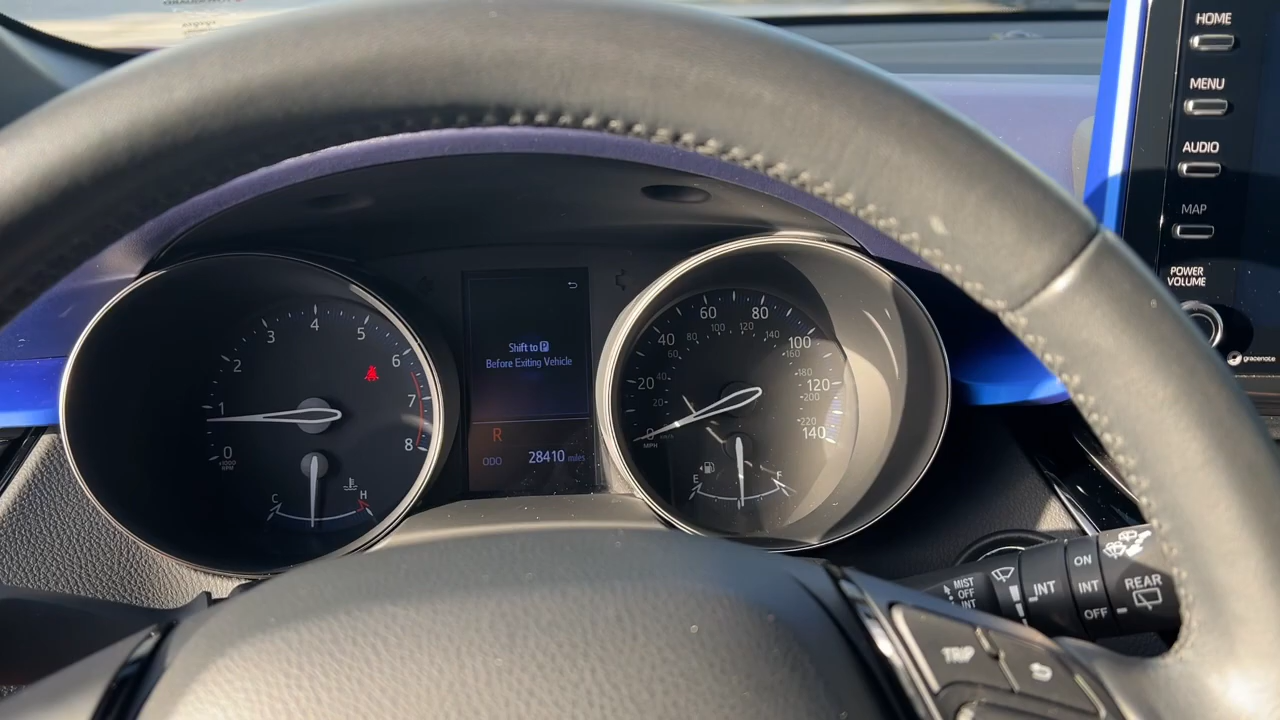 HOME
MENU
AUDIO
MAP
POWER
VOLUME
gracenote
0
1
2
3
4
5
6
7
8
x1000
RPM
C
H
Shift to P
Before Exiting Vehicle
R
ODO
28410 miles
0
20
40
60
80
100
120
140
20
40
60
80
100
120
140
160
180
200
220
MPH
km/h
E
F
MIST
OFF
INT
INT
ON
INT
OFF
REAR
TRIP